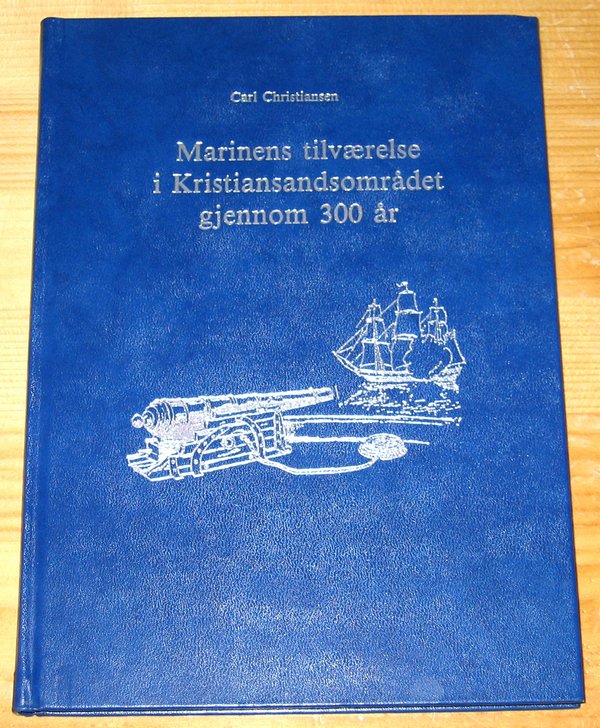 Carl Christiansen
Marinens tilværelse
i Kristiansandsområdet
gjennom 300 år